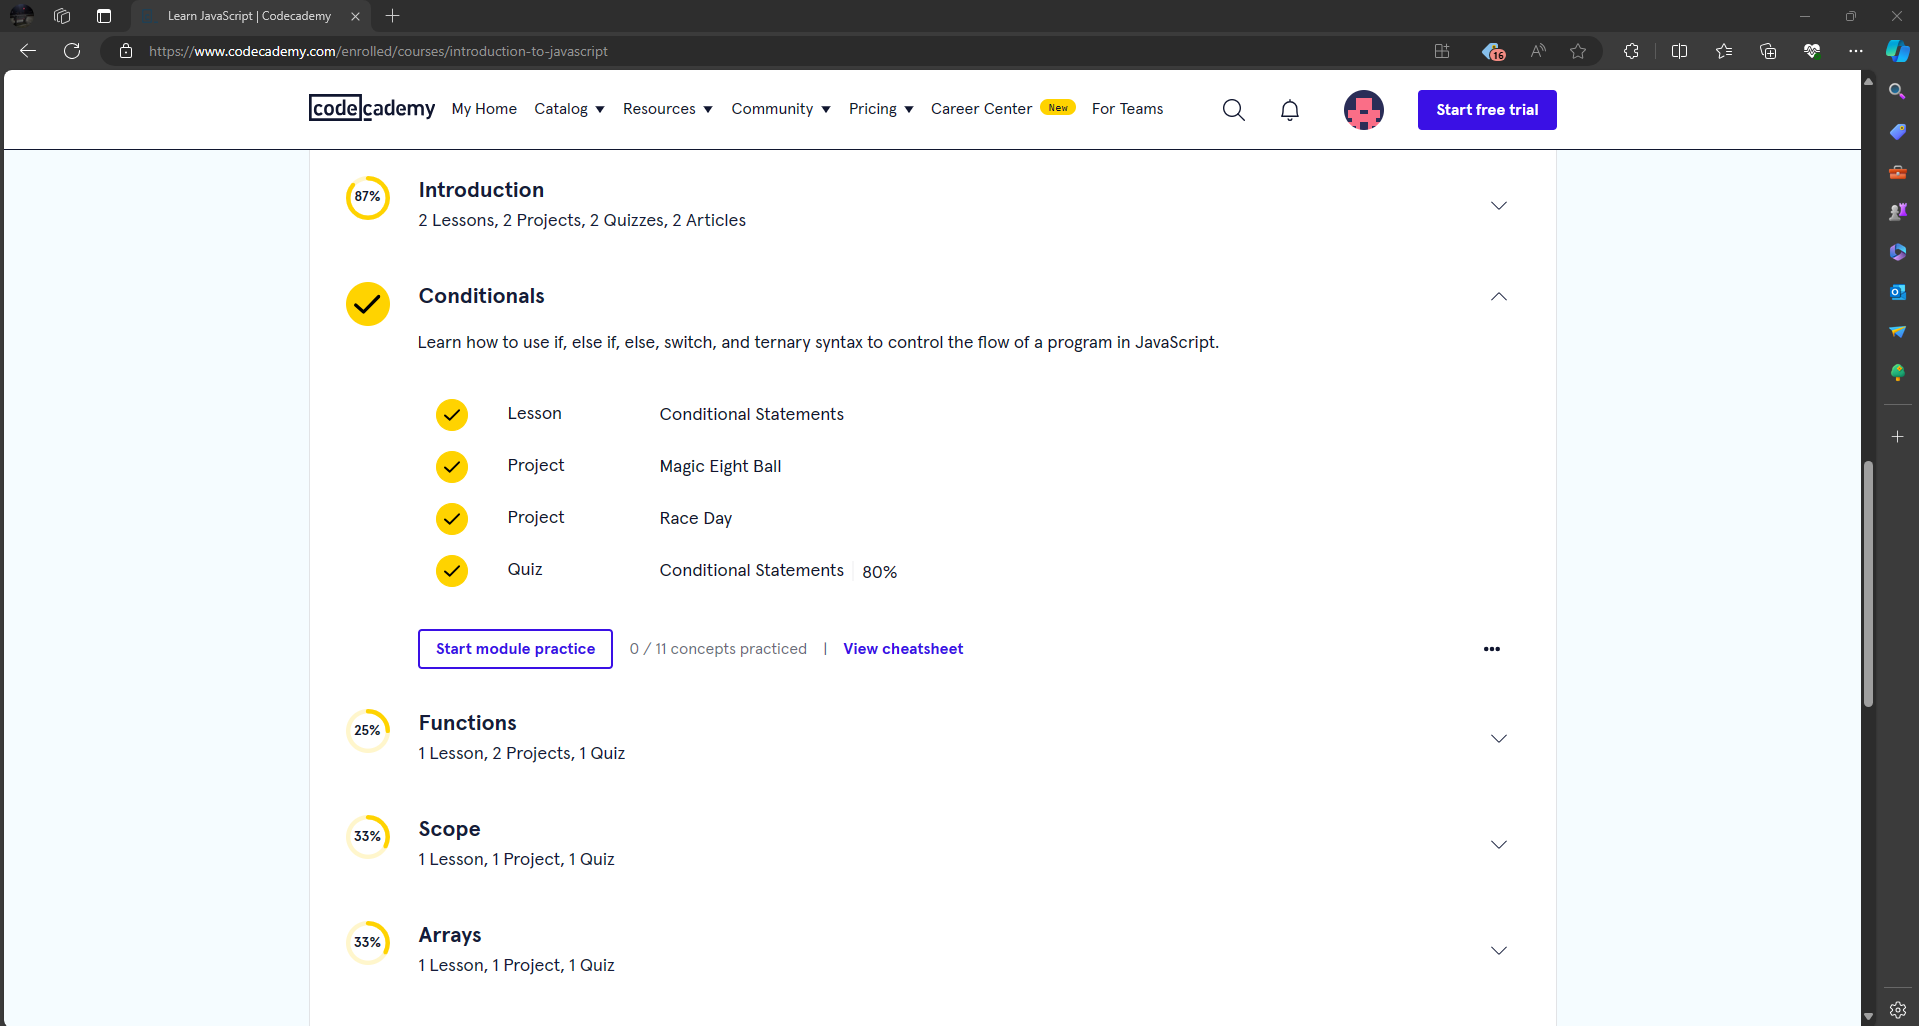 Learn JavaScript | Codecademy
https://www.codecademy.com/enrolled/courses/introduction-to-javascript
16
codecademy My Home Catalog Resources Community Pricing Career Center New For Teams Start free trial
87% Introduction
2 Lessons, 2 Projects, 2 Quizzes, 2 Articles
Conditionals
Learn how to use if, else if, else, switch, and ternary syntax to control the flow of a program in JavaScript.
Lesson Conditional Statements
Project Magic Eight Ball
Project Race Day
Quiz Conditional Statements 80%
Start module practice 0 / 11 concepts practiced | View cheatsheet
25% Functions
1 Lesson, 2 Projects, 1 Quiz
33% Scope
1 Lesson, 1 Project, 1 Quiz
33% Arrays
1 Lesson, 1 Project, 1 Quiz